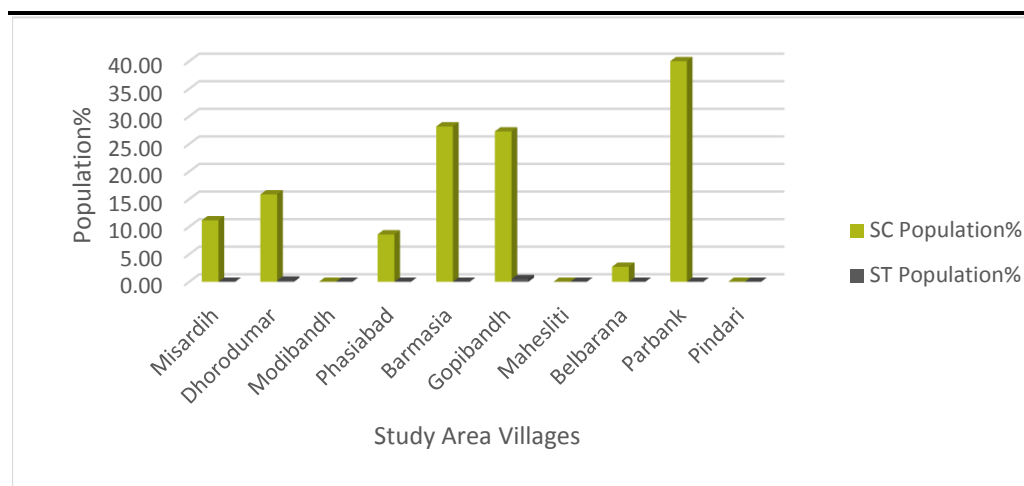 Population%
40.00
35.00
30.00
25.00
20.00
15.00
10.00
5.00
0.00
Misardih
Dhorodumar
Modibandh
Phasiabad
Barmasia
Gopibandh
Mahesliti
Belbarana
Parbank
Pindari
Study Area Villages
SC Population%
ST Population%